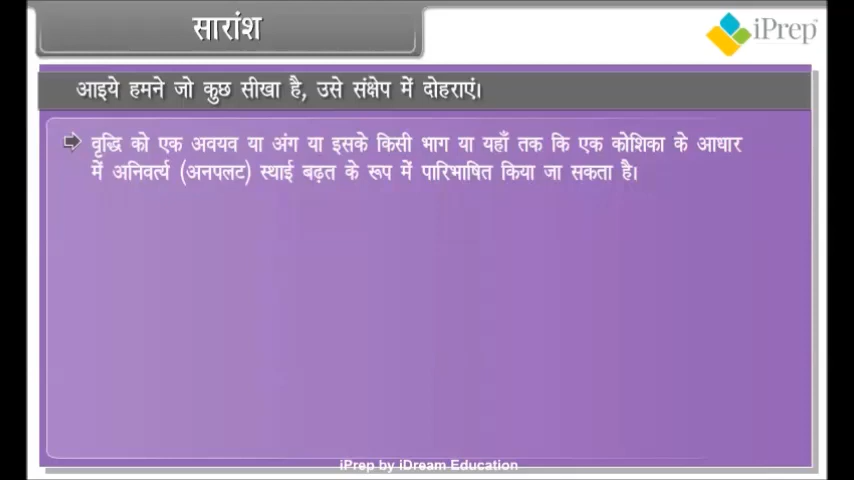 सारांश
iPrep
आइये हमने जो कुछ सीखा है, उसे संक्षेप में दोहराएं।
वृद्धि को एक अवयव या अंग या इसके किसी भाग या यहाँ तक कि एक कोशिका के आधार
में अनिवर्त्य (अनपलट) स्थाई बढ़त के रूप में पारिभाषित किया जा सकता है।
iPrep by iDream Education